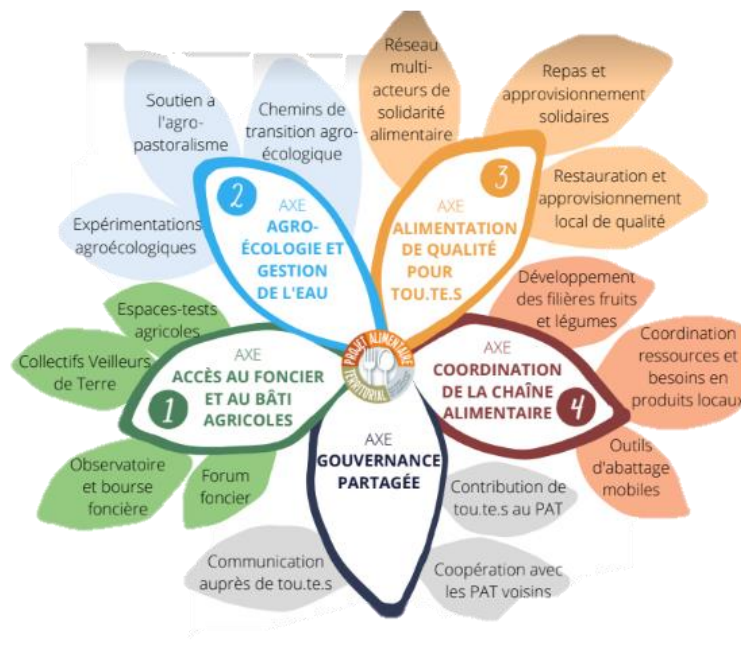 Réseau
multi-
acteurs de
solidarité
alimentaire
Repas et
approvisionnement
solidaires
Restauration et
approvisionnement
local de qualité
Soutien a
l'agro-
pastoralisme
Chemins de
transition agro-
écologique
Expérimentations
agroécologiques
2
AXE
AGRO-
ÉCOLOGIE ET
GESTION
DE L'EAU
3
AXE
ALIMENTATION
DE QUALITÉ
POUR
TOU.TE.S
Espaces-tests
agricoles
Collectifs Veilleurs
de Terre
Observatoire
et bourse
foncière
Forum
foncier
AXE
ACCÈS AU FONCIER
ET AU BÂTI
AGRICOLES
1
PROJET ALIMENTAIRE
TERRITORIAL
Développement
des filières fruits
et légumes
Coordination
ressources et
besoins en
produits locaux
Outils
d'abattage
mobiles
AXE
COORDINATION
DE LA CHAÎNE
ALIMENTAIRE
4
AXE
GOUVERNANCE
PARTAGÉE
Contribution de
tou.te.s au PAT
Communication
auprès de tou.te.s
Coopération avec
les PAT voisins